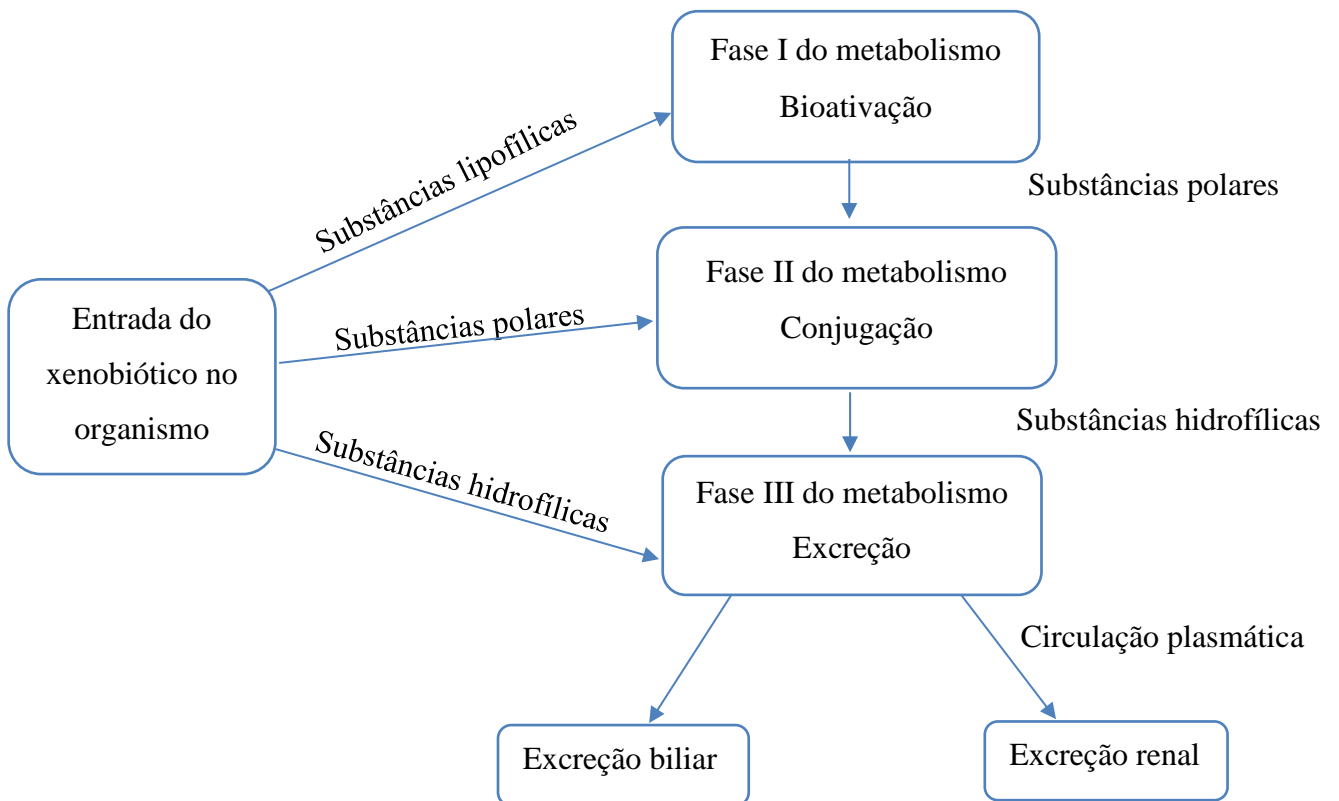 Fase I do metabolismo
Bioativação
Substâncias lipofílicas
Substâncias polares
Fase II do metabolismo
Conjugação
Entrada do
xenobiótico no
organismo
Substâncias polares
Substâncias hidrofílicas
Substâncias hidrofílicas
Fase III do metabolismo
Excreção
Circulação plasmática
Excreção biliar
Excreção renal